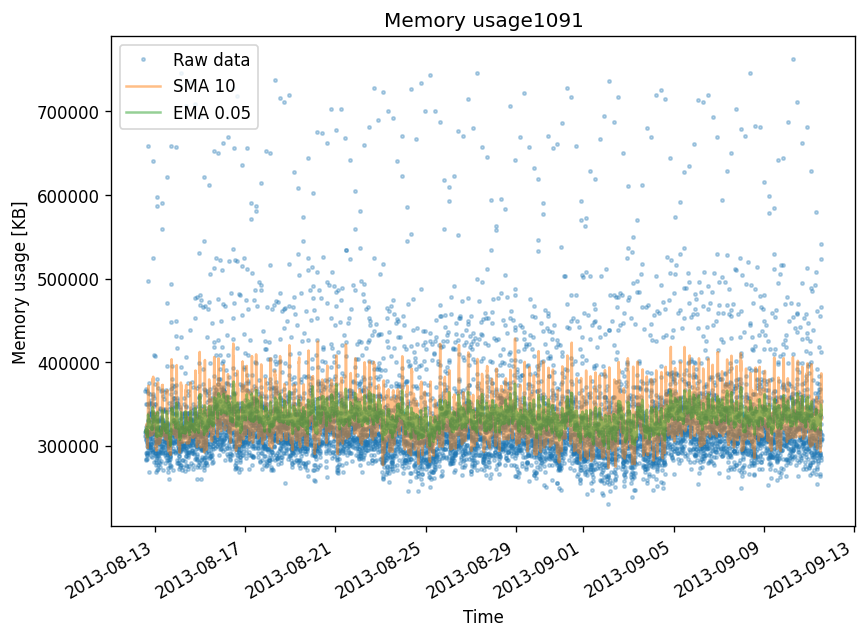 Memory usage1091
Raw data
SMA 10
EMA 0.05
Memory usage [KB]
700000
600000
500000
400000
300000
2013-08-13
2013-08-17
2013-08-21
2013-08-25
2013-08-29
2013-09-01
2013-09-05
2013-09-09
2013-09-13
Time